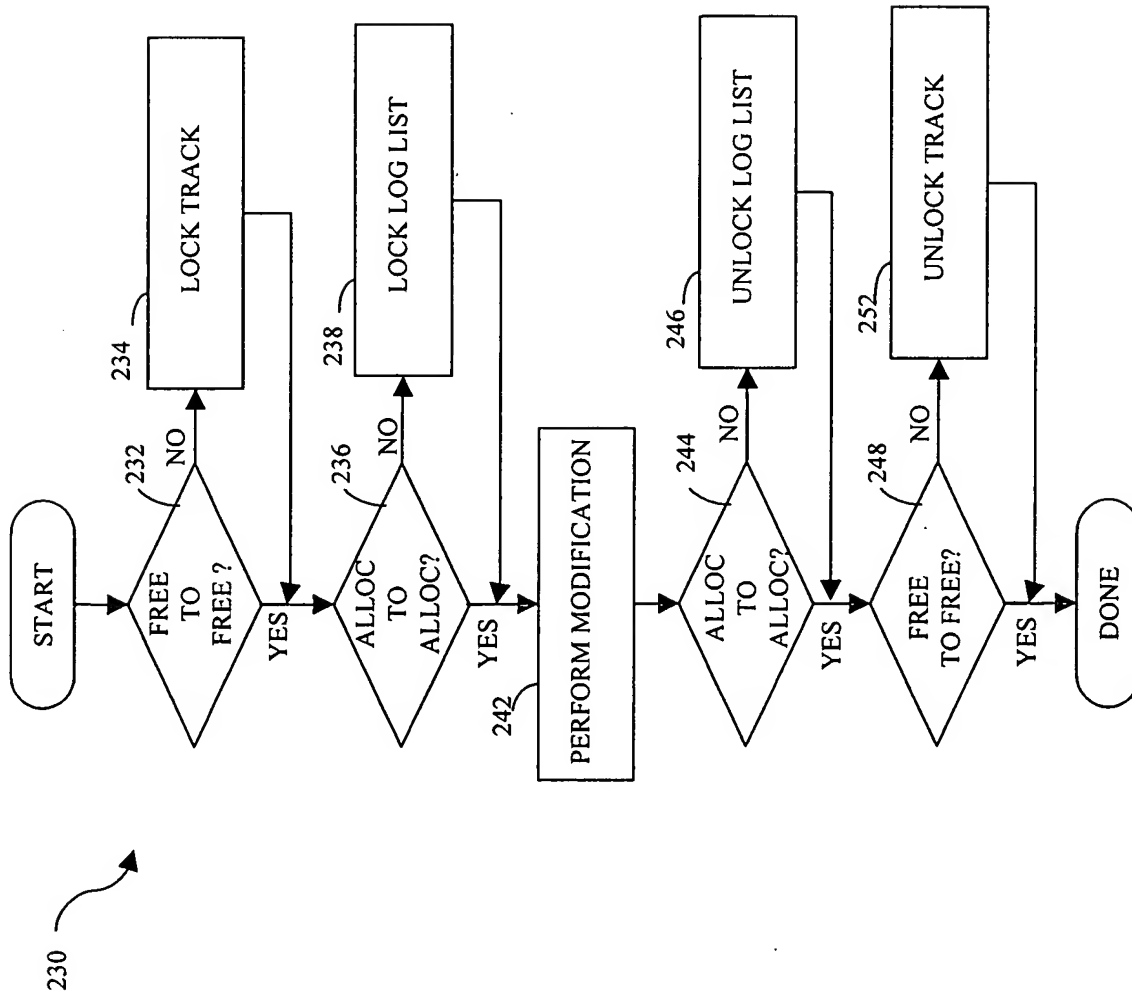 230
START
232
FREE
TO
FREE ?
NO
YES
234
LOCK TRACK
236
ALLOC
TO
ALLOC?
NO
YES
238
LOCK LOG LIST
242
PERFORM MODIFICATION
244
ALLOC
TO
ALLOC?
NO
YES
246
UNLOCK LOG LIST
248
FREE
TO FREE?
NO
YES
252
UNLOCK TRACK
DONE